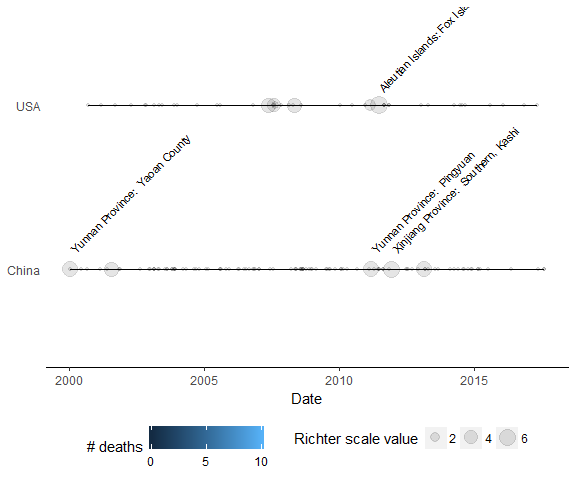 Aleutian Islands: Fox
USA
Yunnan Province: Yaoan County
Yunnan Province: Pingyuan
Xinjiang Province: Southern, Kashi
China
2000 2005 2010 2015
Date
# deaths
0 5 10
Richter scale value 2 4 6